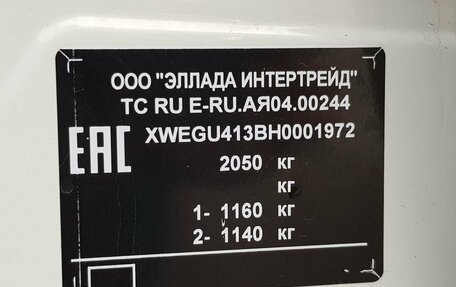 ООО "ЭЛЛАДА ИНТЕРТРЕЙД"
ТС RU E-RU.АЯ04.00244
EAC XWEGU413BH0001972
2050 кг
кг
1- 1160 кг
2- 1140 кг